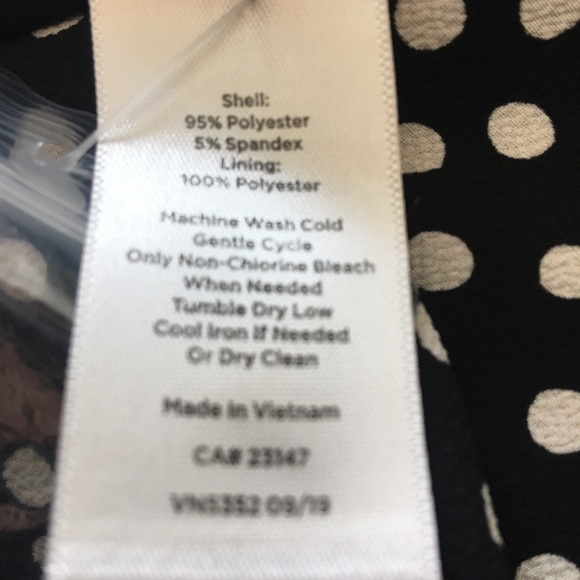 Shell:
95% Polyester
5% Spandex
Lining:
100% Polyester
Machine Wash Cold
Gentle Cycle
Only Non-Chlorine Bleach
When Needed
Tumble Dry Low
Cool Iron If Needed
Or Dry Clean
Made In Vietnam
CA# 23147
VN5352 09/19